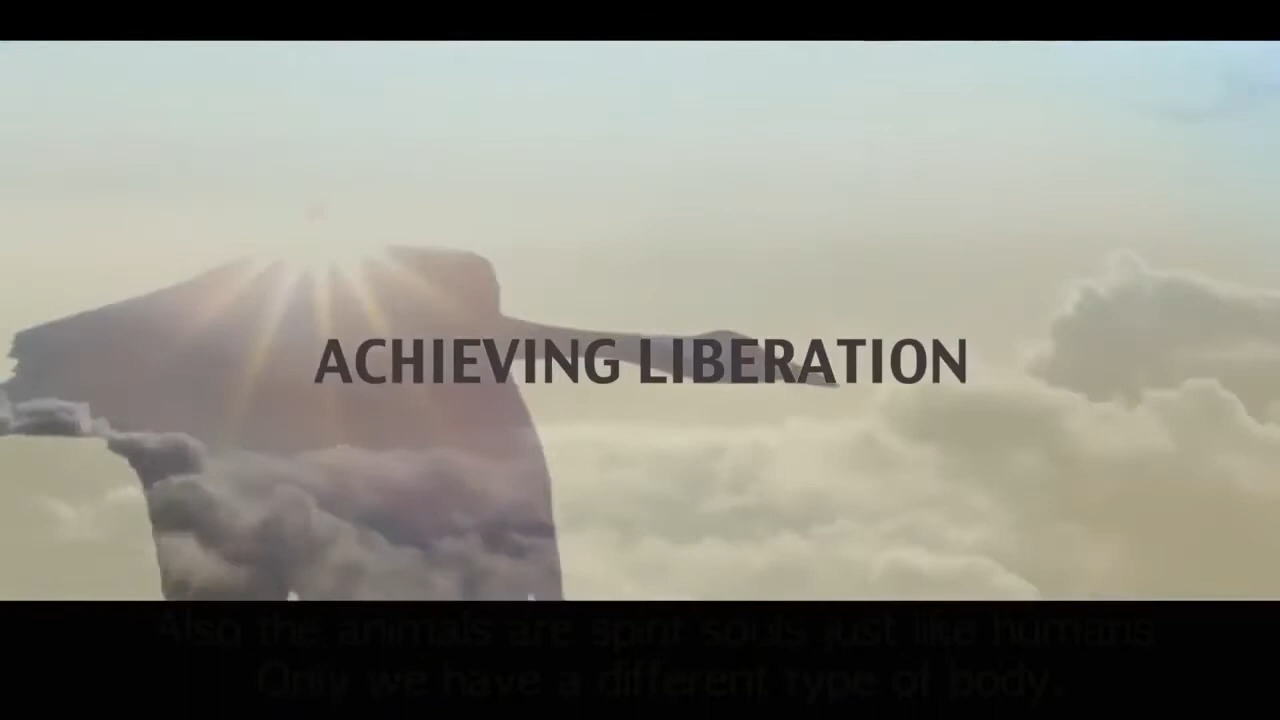 ACHIEVING LIBERATION
Also the animals are spirit souls just like humans
Only we have a different type of body.